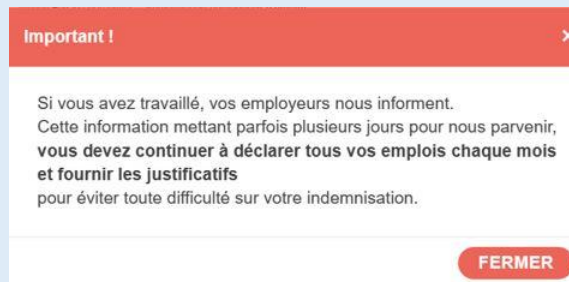 Important !
×
Si vous avez travaillé, vos employeurs nous informent.
Cette information mettant parfois plusieurs jours pour nous parvenir,
vous devez continuer à déclarer tous vos emplois chaque mois
et fournir les justificatifs
pour éviter toute difficulté sur votre indemnisation.
FERMER